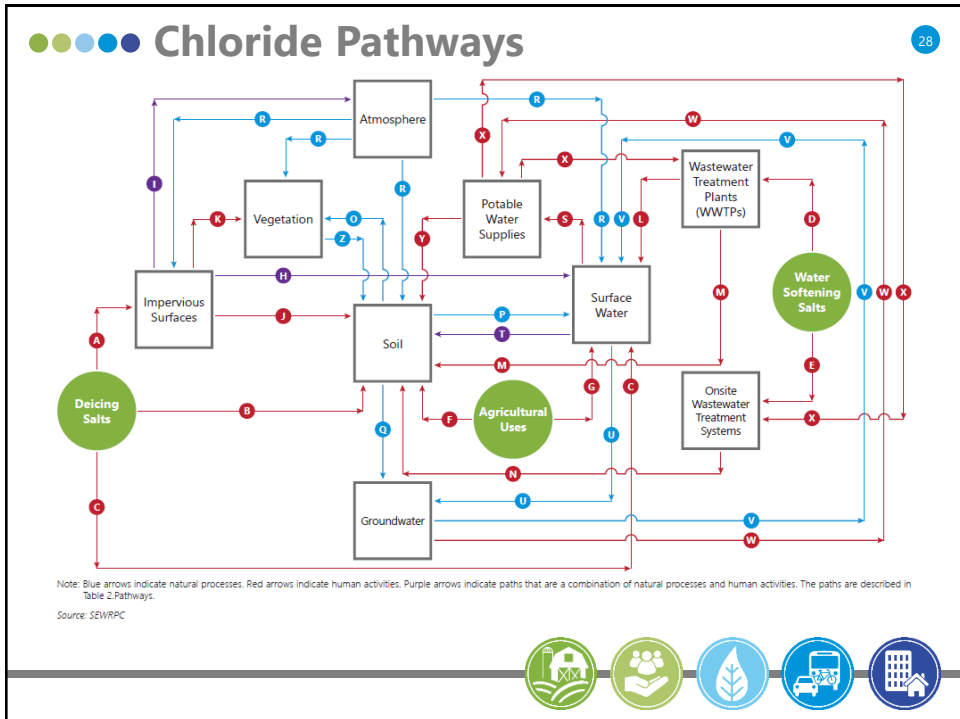 Chloride Pathways
28
Atmosphere
R
R
R
R
X
W
V
X
I
K
Vegetation
O
Z
Y
Potable
Water
Supplies
S
R
V
L
Wastewater
Treatment
Plants
(WWTPs)
D
H
Impervious
Surfaces
J
A
Soil
P
T
Surface
Water
M
Water
Softening
Salts
V
W
X
M
E
Deicing
Salts
B
F
Agricultural
Uses
G
C
Onsite
Wastewater
Treatment
Systems
X
Q
U
N
C
Groundwater
U
V
W
Note: Blue arrows indicate natural processes. Red arrows indicate human activities. Purple arrows indicate paths that are a combination of natural processes and human activities. The paths are described in
Table 2.Pathways.
Source: SEWRPC